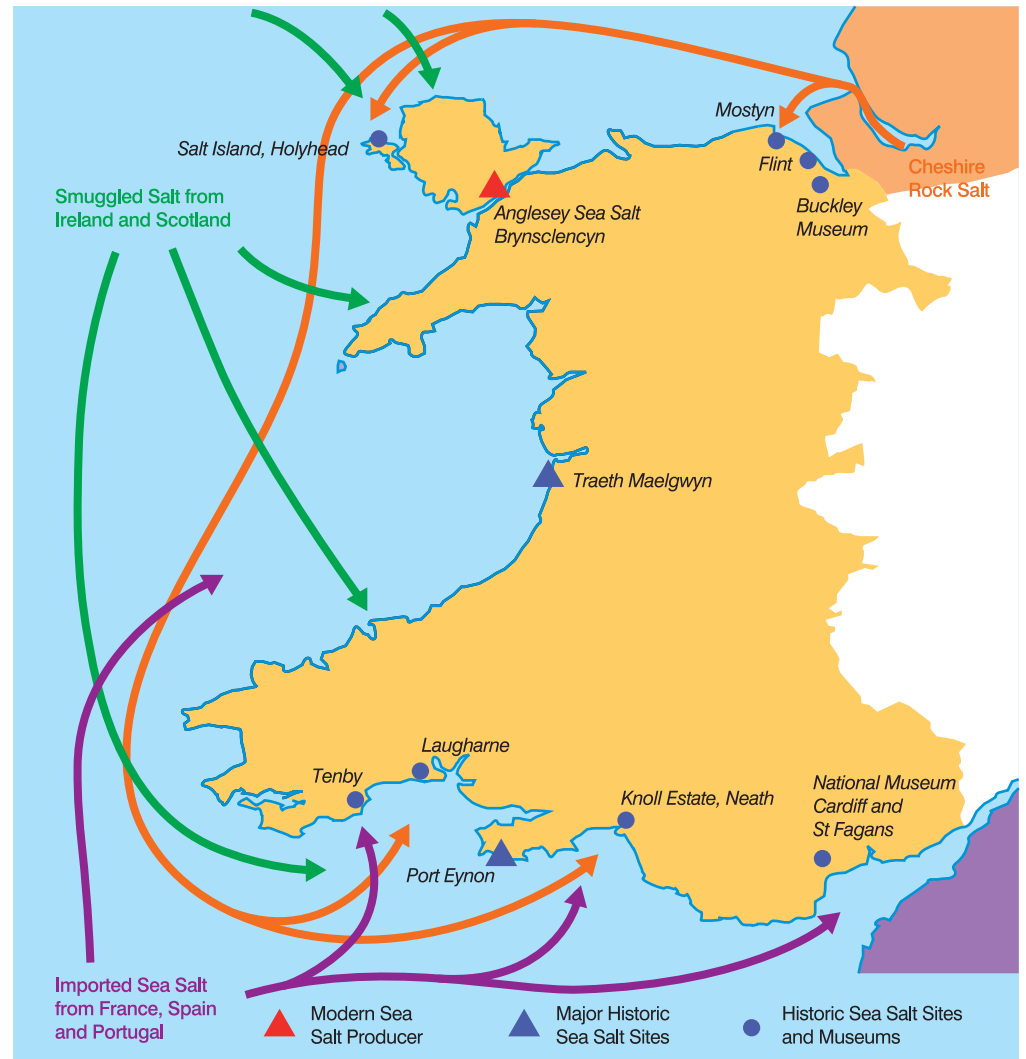 Mostyn
Salt Island, Holyhead
Flint
Cheshire
Rock Salt
Smuggled Salt from
Ireland and Scotland
Buckley
Museum
Anglesey Sea Salt
Brynsclencyn
Traeth Maelgwyn
Laugharne
Tenby
Knoll Estate, Neath
National Museum
Cardiff and
St Fagans
Port Eynon
Imported Sea Salt
from France, Spain
and Portugal
Modern Sea
Salt Producer
Major Historic
Sea Salt Sites
Historic Sea Salt Sites
and Museums